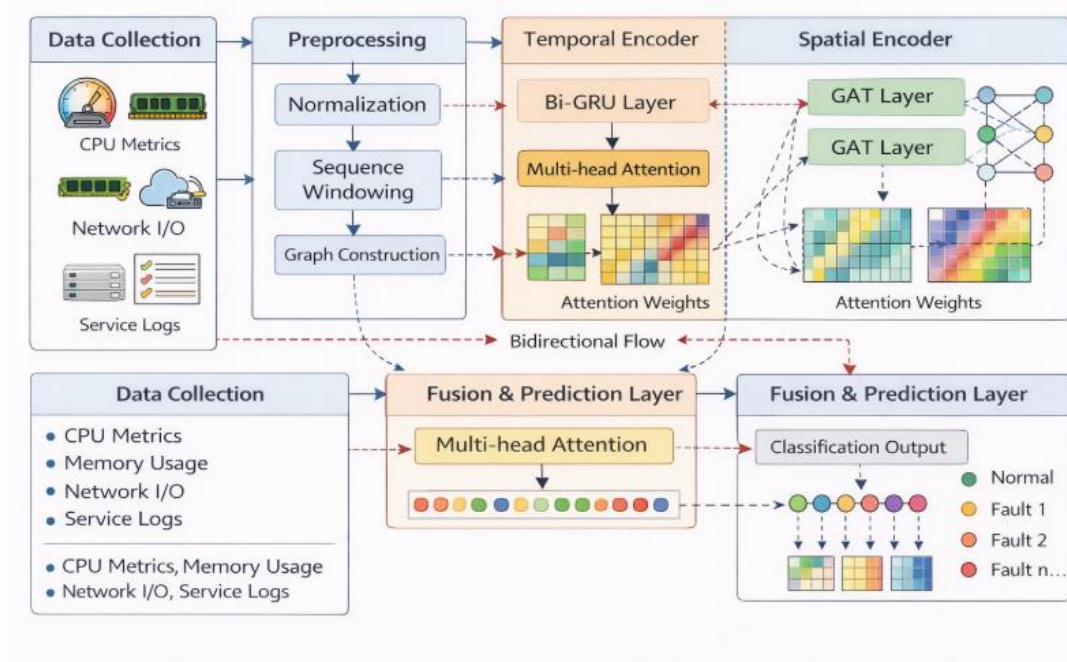 Data Collection
CPU Metrics
Network I/O
Service Logs
Preprocessing
Normalization
Sequence
Windowing
Graph Construction
Temporal Encoder
Bi-GRU Layer
Multi-head Attention
Attention Weights
Spatial Encoder
GAT Layer
GAT Layer
Attention Weights
Bidirectional Flow
Data Collection
• CPU Metrics
• Memory Usage
• Network I/O
• Service Logs
• CPU Metrics, Memory Usage
• Network I/O, Service Logs
Fusion & Prediction Layer
Multi-head Attention
Fusion & Prediction Layer
Classification Output
Normal
Fault 1
Fault 2
Fault n...